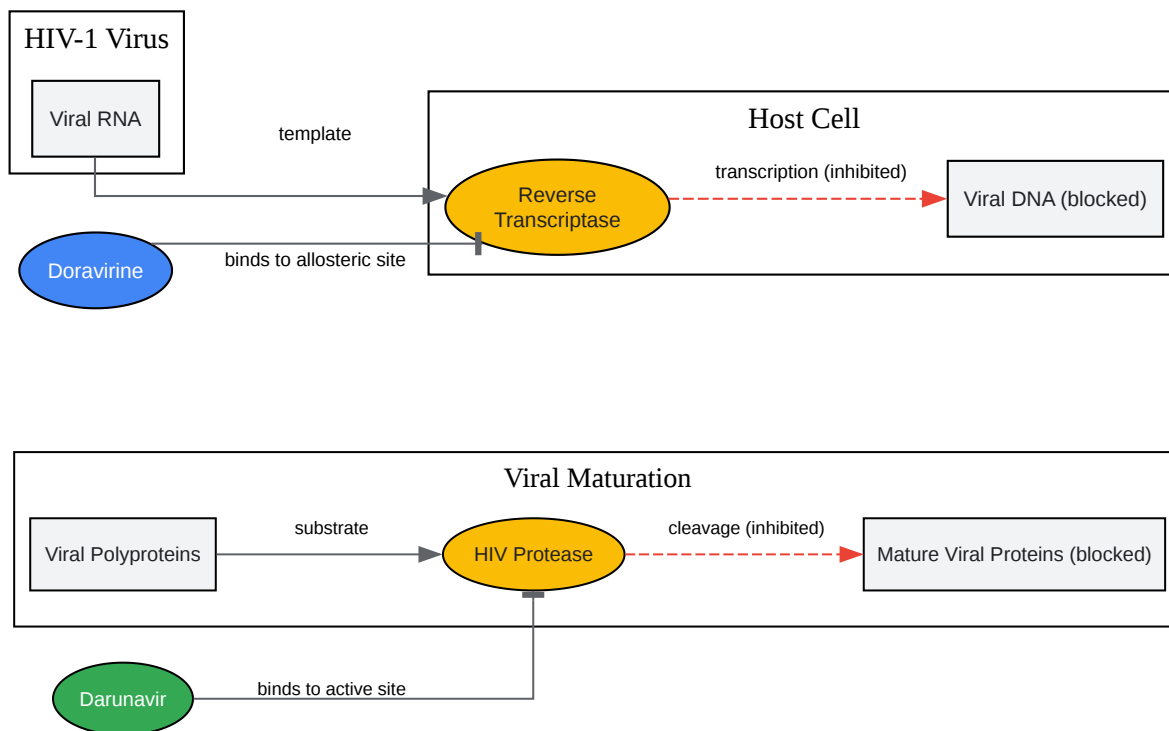 HIV-1 Virus
Viral RNA
template
Host Cell
Reverse
Transcriptase
transcription (inhibited)
Viral DNA (blocked)
Doravirine
binds to allosteric site
Viral Maturation
Viral Polyproteins
substrate
HIV Protease
cleavage (inhibited)
Mature Viral Proteins (blocked)
Darunavir
binds to active site